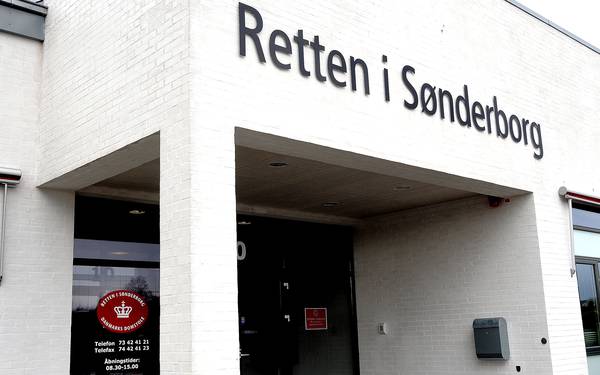 Retten i Sønderborg
10
RETTEN I SØNDERBORG
DANMARKS DOMSTOLE
Telefon 73 42 41 21
Telefax 74 42 41 23
Åbningstider:
08.30-15.00